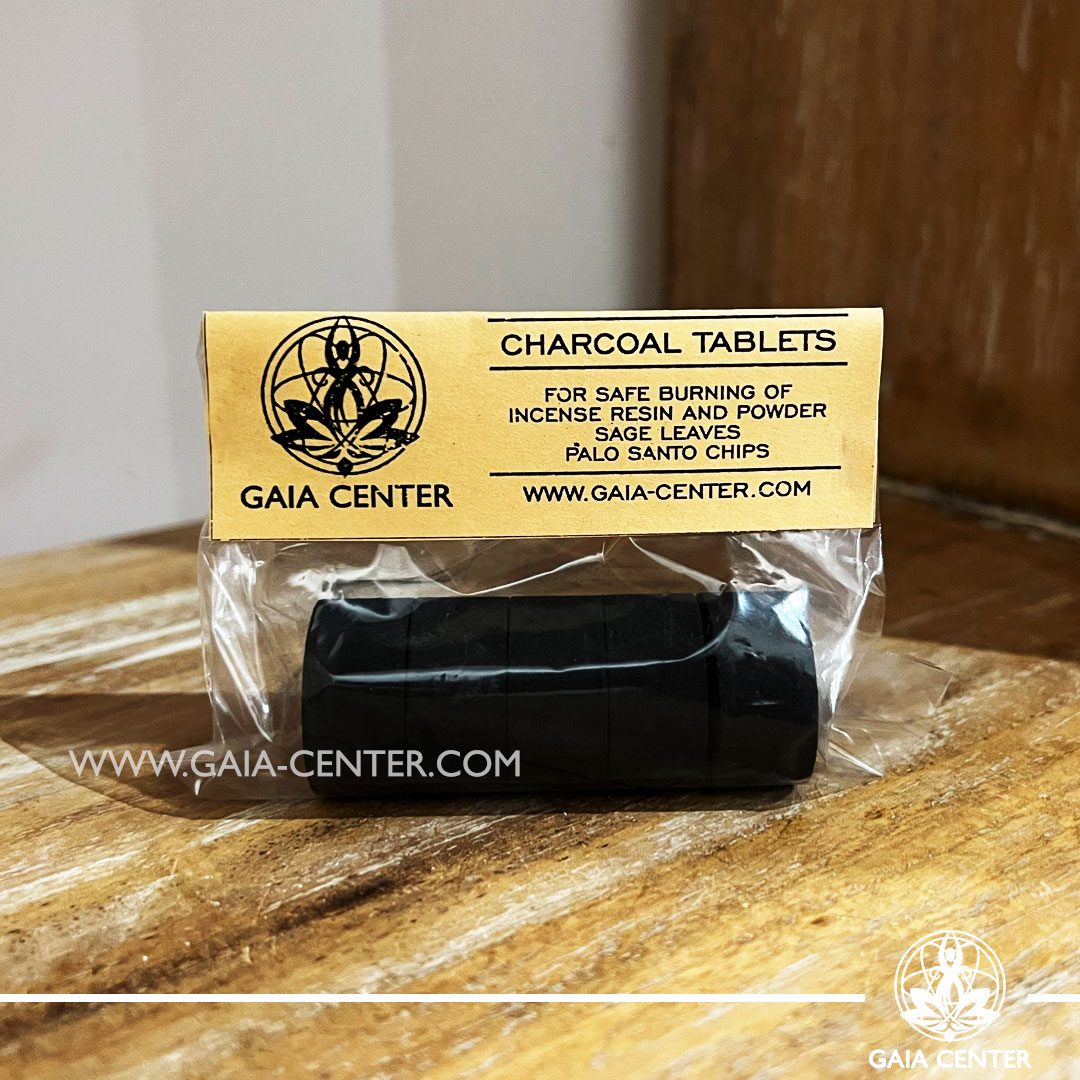 CHARCOAL TABLETS
FOR SAFE BURNING OF
INCENSE RESIN AND POWDER
SAGE LEAVES
PALO SANTO CHIPS
WWW.GAIA-CENTER.COM
GAIA CENTER
WWW.GAIA-CENTER.COM
GAIA CENTER